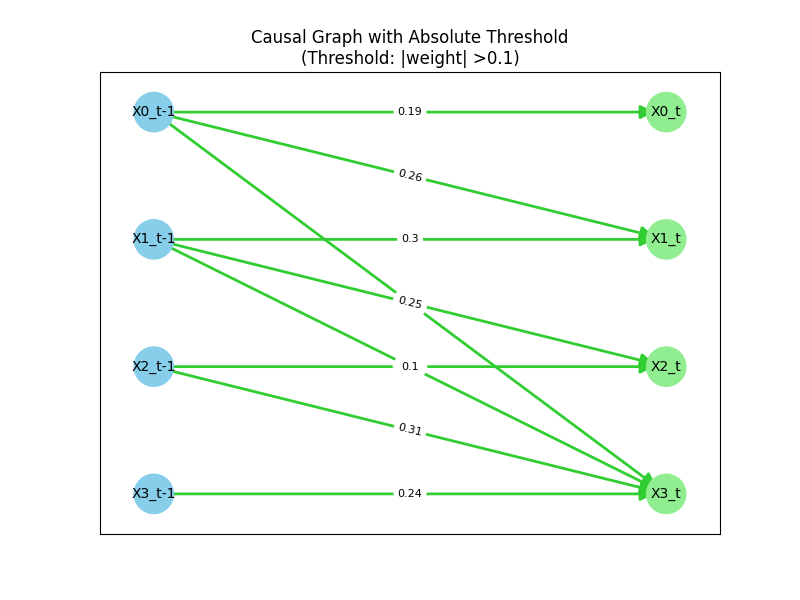 Causal Graph with Absolute Threshold
(Threshold: |weight| >0.1)
X0_t-1
0.19
X0_t
0.26
X1_t-1
0.3
X1_t
0.25
X2_t-1
0.1
X2_t
0.31
X3_t-1
0.24
X3_t